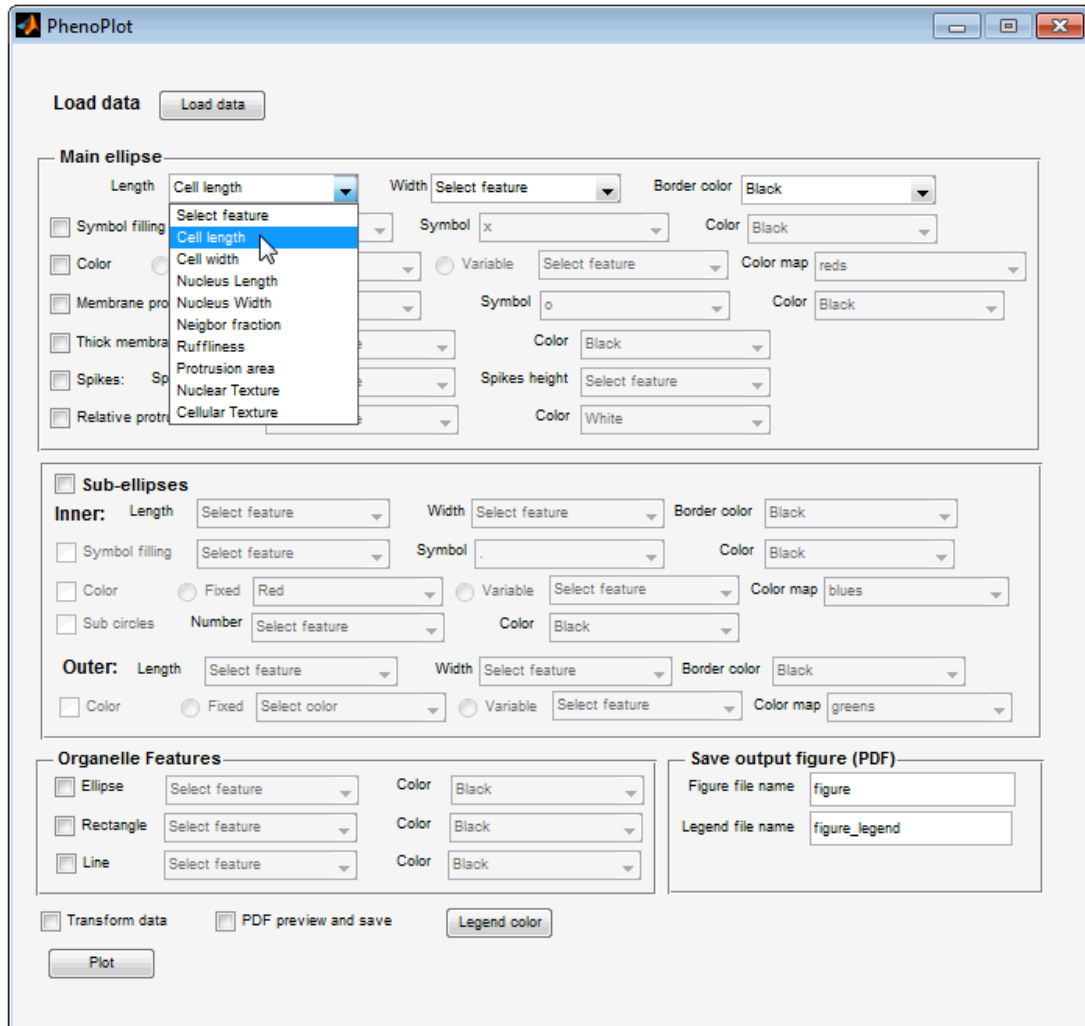 PhenoPlot
Load data Load data
Main ellipse
Length Cell length Width Select feature Border color Black
Select feature
Cell length
Cell width
Nucleus Length
Nucleus Width
Neigbor fraction
Ruffliness
Protrusion area
Nuclear Texture
Cellular Texture
Symbol filling Symbol x Color Black
Color Variable Select feature Color map reds
Membrane pro Symbol o Color Black
Thick membra Color Black
Spikes: Sp Spikes height Select feature
Relative protru Color White
Sub-ellipses
Inner: Length Select feature Width Select feature Border color Black
Symbol filling Select feature Symbol . Color Black
Color Fixed Red Variable Select feature Color map blues
Sub circles Number Select feature Color Black
Outer: Length Select feature Width Select feature Border color Black
Color Fixed Select color Variable Select feature Color map greens
Organelle Features
Ellipse Select feature Color Black
Rectangle Select feature Color Black
Line Select feature Color Black
Save output figure (PDF)
Figure file name figure
Legend file name figure_legend
Transform data PDF preview and save Legend color
Plot